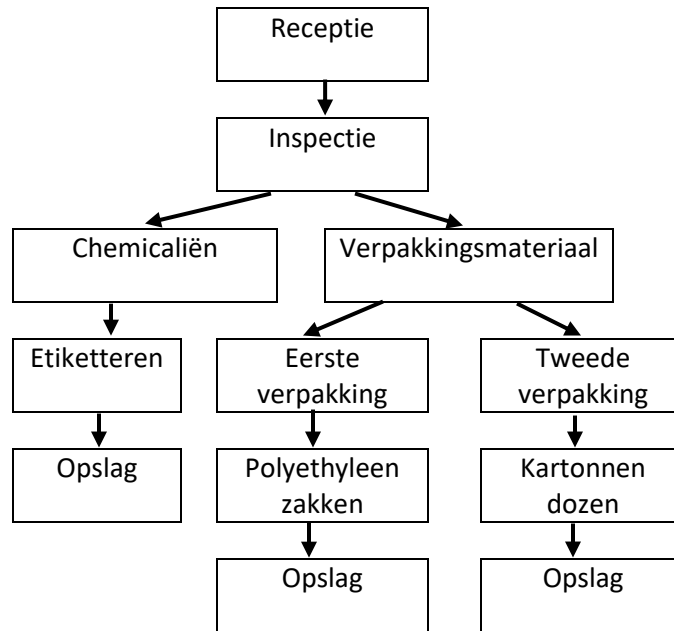 Receptie
Inspectie
Chemicaliën
Verpakkingsmateriaal
Etiketteren
Eerste
verpakking
Tweede
verpakking
Opslag
Polyethyleen
zakken
Kartonnen
dozen
Opslag
Opslag